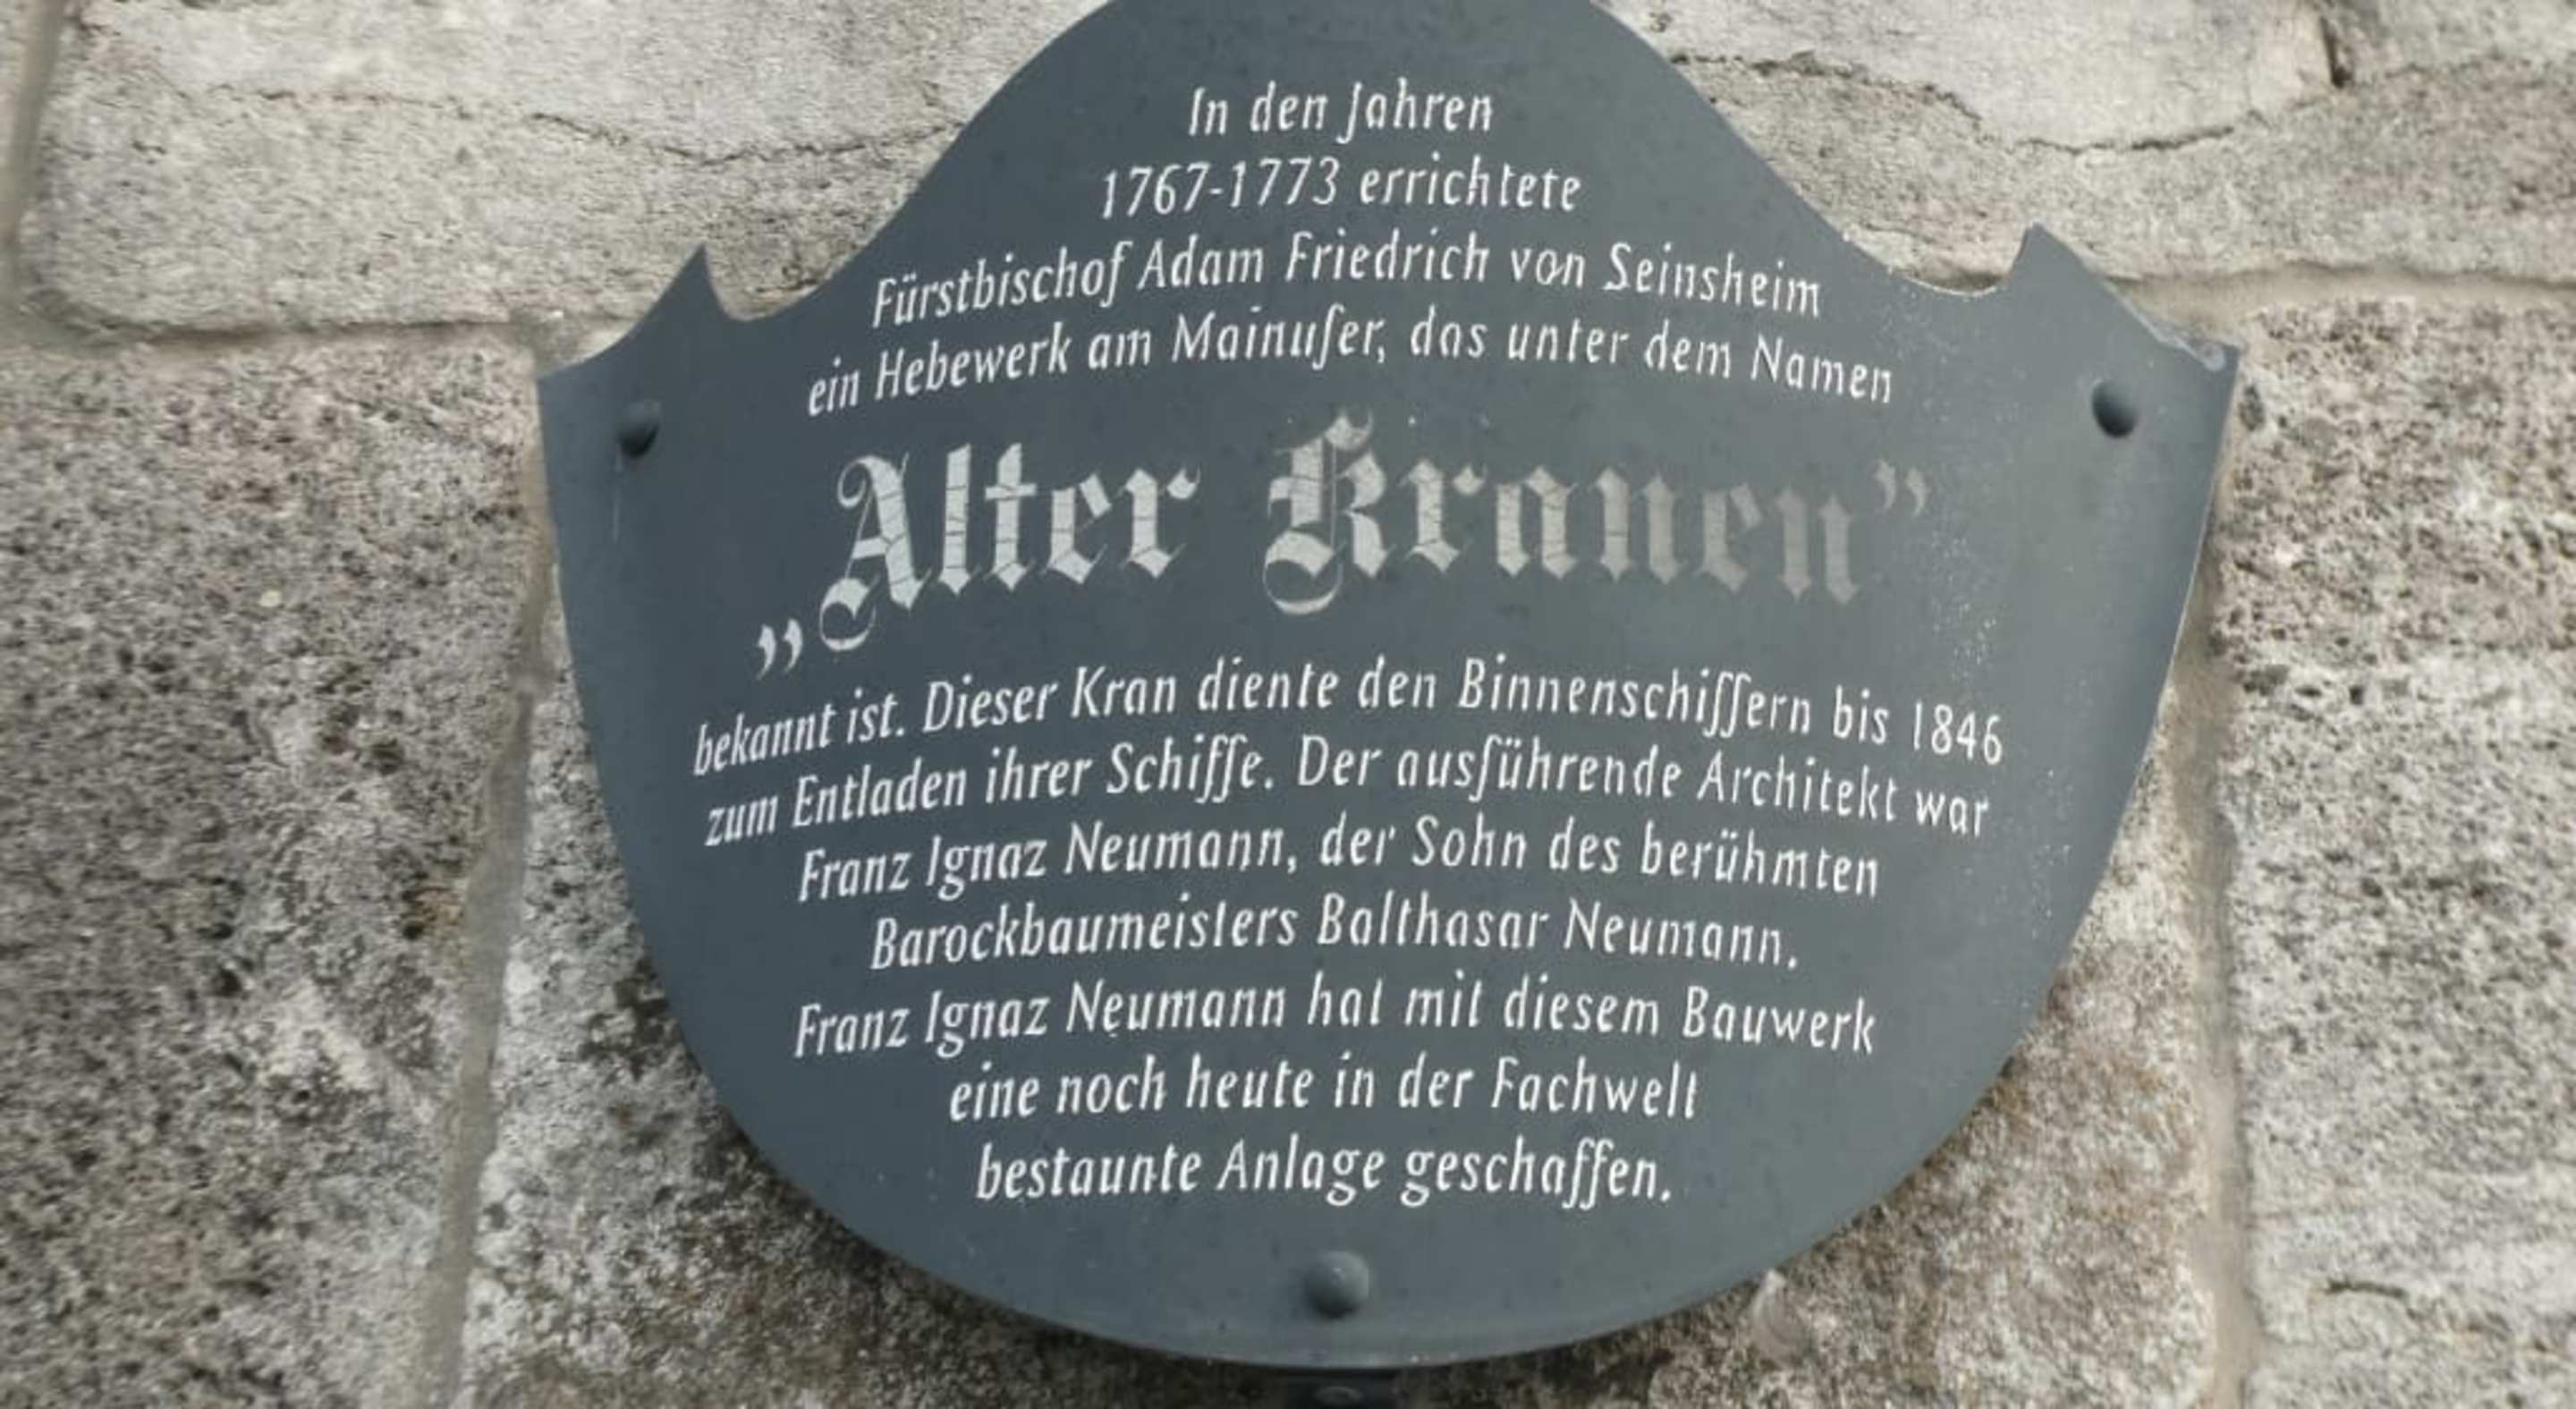 In den Jahren
1767-1773 errichtete
Fürstbischof Adam Friedrich von Seinsheim
ein Hebewerk am Mainufer, das unter dem Namen
„Alter Kranen”
bekannt ist. Dieser Kran diente den Binnenschiffern bis 1846
zum Entladen ihrer Schiffe. Der ausführende Architekt war
Franz Ignaz Neumann, der Sohn des berühmten
Barockbaumeisters Balthasar Neumann.
Franz Ignaz Neumann hat mit diesem Bauwerk
eine noch heute in der Fachwelt
bestaunte Anlage geschaffen.